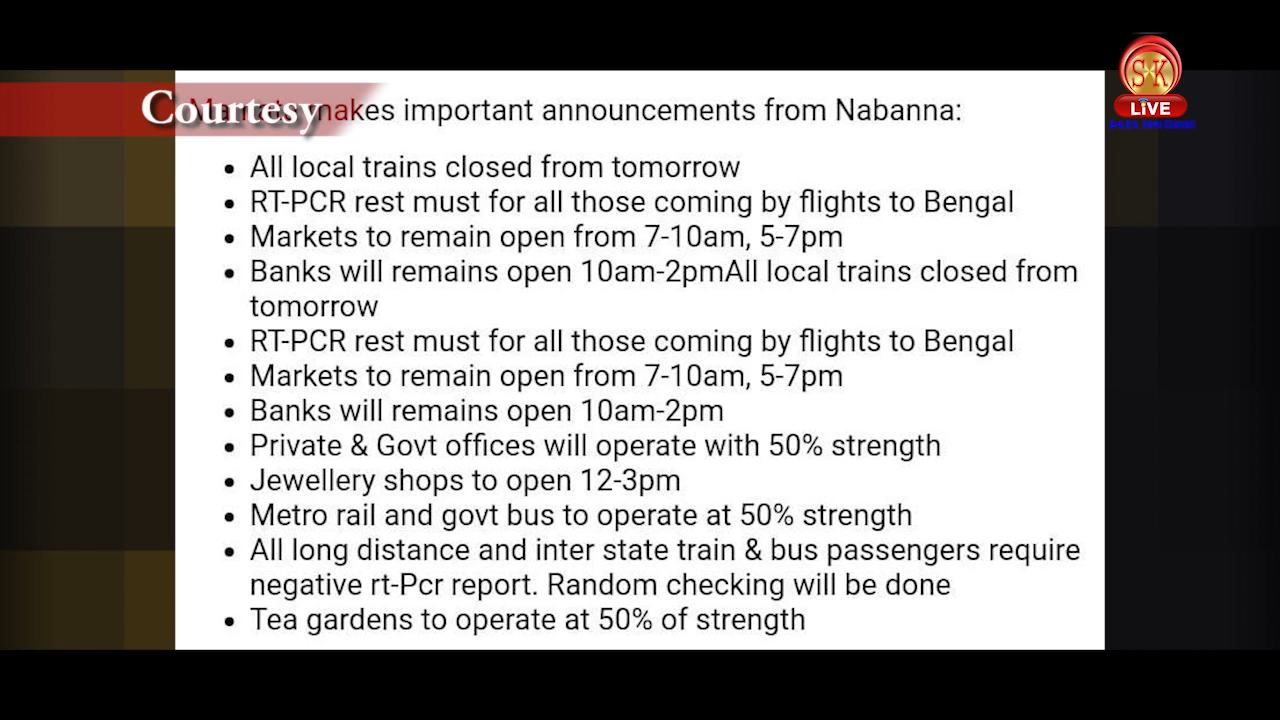 Courtesy
makes important announcements from Nabanna:
• All local trains closed from tomorrow
• RT-PCR rest must for all those coming by flights to Bengal
• Markets to remain open from 7-10am, 5-7pm
• Banks will remains open 10am-2pmAll local trains closed from
tomorrow
• RT-PCR rest must for all those coming by flights to Bengal
• Markets to remain open from 7-10am, 5-7pm
• Banks will remains open 10am-2pm
• Private & Govt offices will operate with 50% strength
• Jewellery shops to open 12-3pm
• Metro rail and govt bus to operate at 50% strength
• All long distance and inter state train & bus passengers require
negative rt-Pcr report. Random checking will be done
• Tea gardens to operate at 50% of strength
SK
LIVE